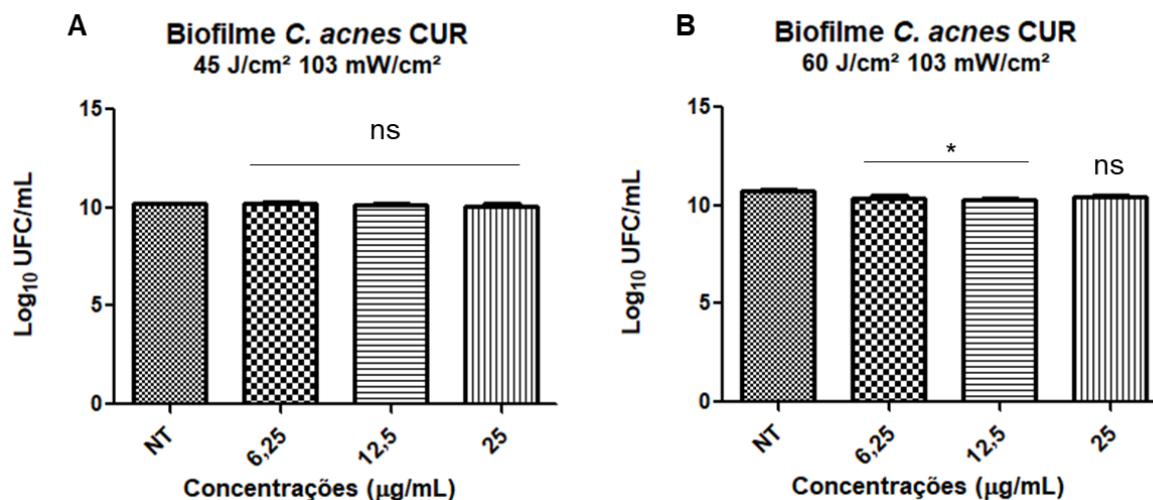 A
Biofilme C. acnes CUR
45 J/cm² 103 mW/cm²
ns
15
10
5
0
Log₁₀ UFC/mL
NT
6,25
12,5
25
Concentrações (µg/mL)
B
Biofilme C. acnes CUR
60 J/cm² 103 mW/cm²
*
ns
15
10
5
0
Log₁₀ UFC/mL
NT
6,25
12,5
25
Concentrações (µg/mL)